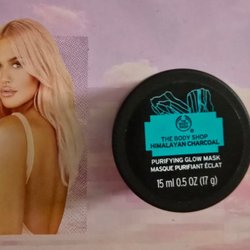 THE BODY SHOP
HIMALAYAN CHARCOAL
PURIFYING GLOW MASK
MASQUE PURIFIANT ÉCLAT
15 ml 0.5 OZ (17 g)